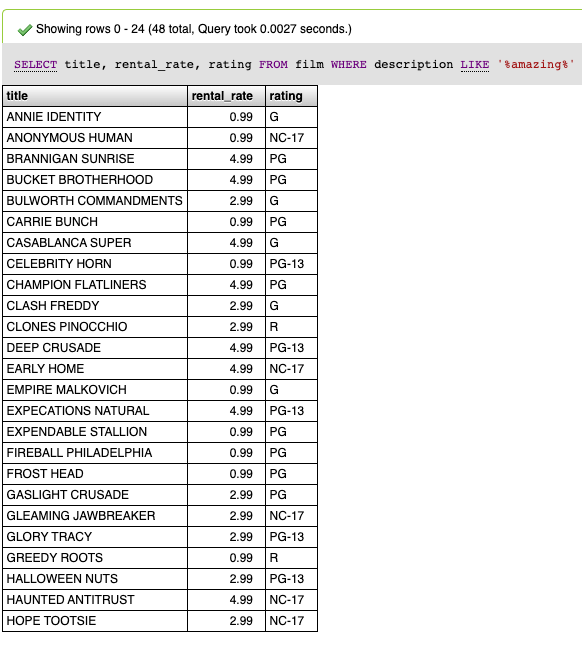 Showing rows 0 - 24 (48 total, Query took 0.0027 seconds.)
SELECT title, rental_rate, rating FROM film WHERE description LIKE '%amazing%'
title rental_rate rating
ANNIE IDENTITY 0.99 G
ANONYMOUS HUMAN 0.99 NC-17
BRANNIGAN SUNRISE 4.99 PG
BUCKET BROTHERHOOD 4.99 PG
BULWORTH COMMANDMENTS 2.99 G
CARRIE BUNCH 0.99 PG
CASABLANCA SUPER 4.99 G
CELEBRITY HORN 0.99 PG-13
CHAMPION FLATLINERS 4.99 PG
CLASH FREDDY 2.99 G
CLONES PINOCCHIO 2.99 R
DEEP CRUSADE 4.99 PG-13
EARLY HOME 4.99 NC-17
EMPIRE MALKOVICH 0.99 G
EXPECATIONS NATURAL 4.99 PG-13
EXPENDABLE STALLION 0.99 PG
FIREBALL PHILADELPHIA 0.99 PG
FROST HEAD 0.99 PG
GASLIGHT CRUSADE 2.99 PG
GLEAMING JAWBREAKER 2.99 NC-17
GLORY TRACY 2.99 PG-13
GREEDY ROOTS 0.99 R
HALLOWEEN NUTS 2.99 PG-13
HAUNTED ANTITRUST 4.99 NC-17
HOPE TOOTSIE 2.99 NC-17